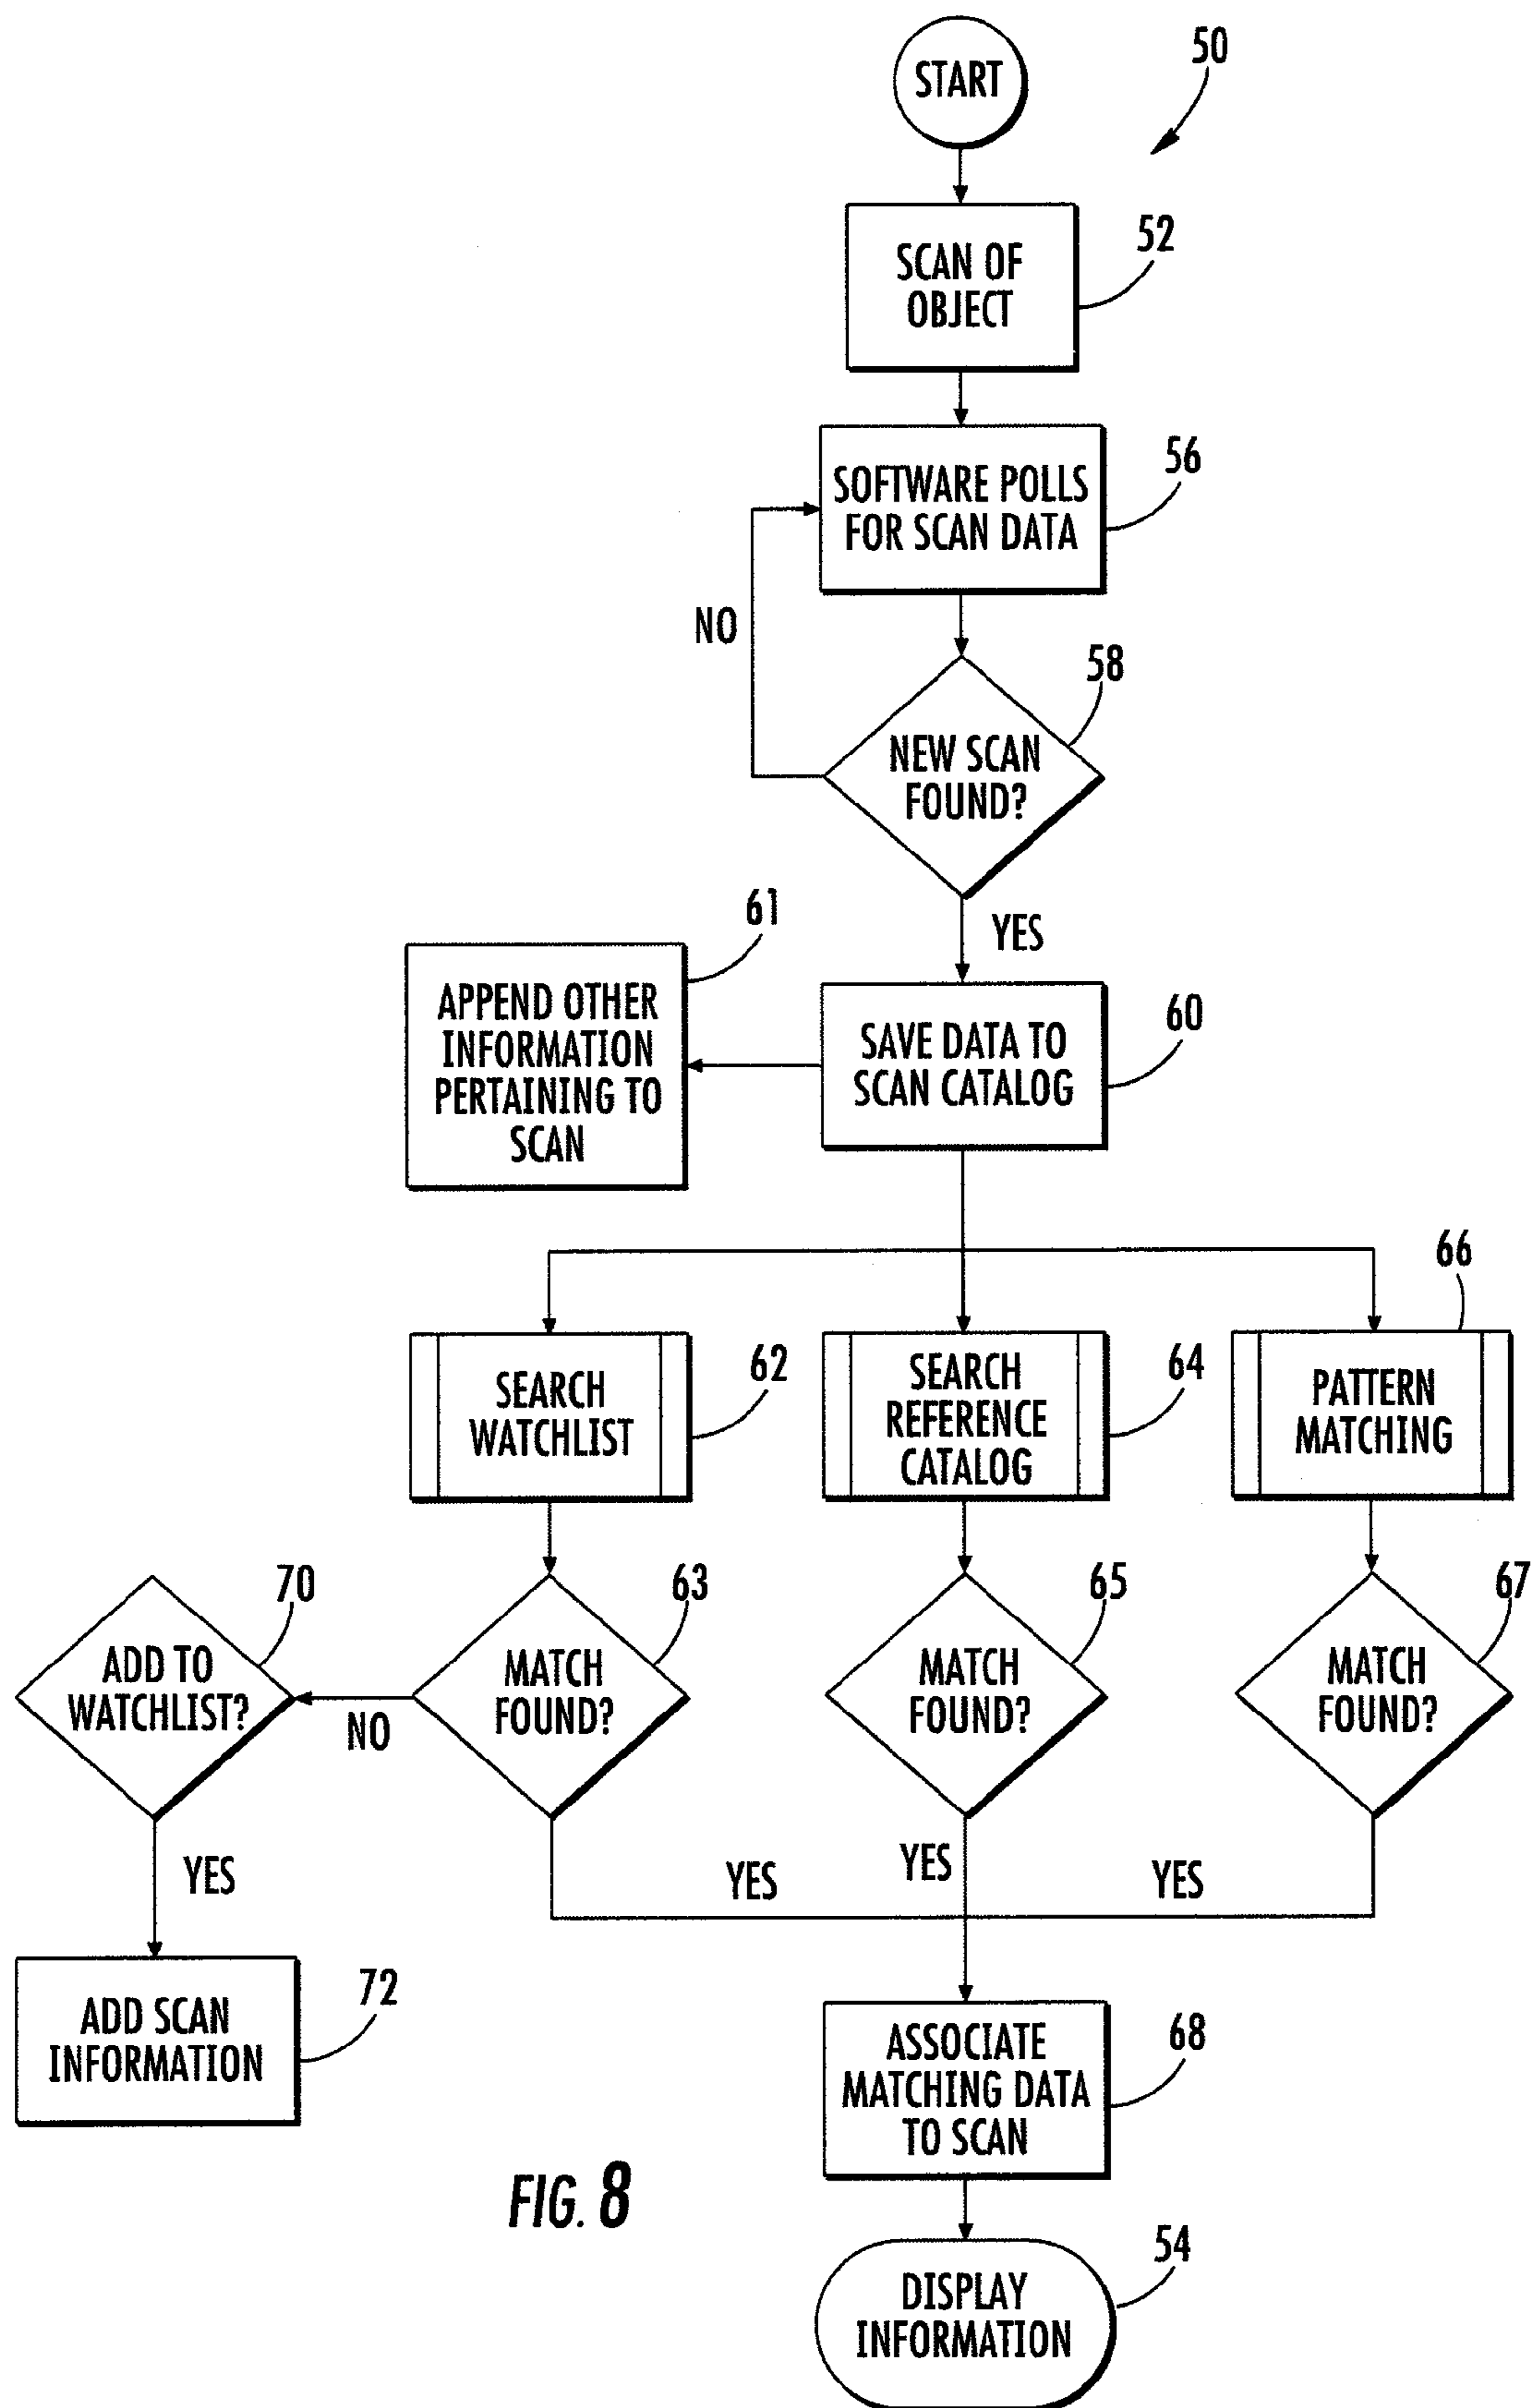 START
50
SCAN OF
OBJECT
52
SOFTWARE POLLS
FOR SCAN DATA
56
NO
NEW SCAN
FOUND?
58
YES
APPEND OTHER
INFORMATION
PERTAINING TO
SCAN
61
SAVE DATA TO
SCAN CATALOG
60
SEARCH
WATCHLIST
62
SEARCH
REFERENCE
CATALOG
64
PATTERN
MATCHING
66
ADD TO
WATCHLIST?
70
NO
MATCH
FOUND?
63
MATCH
FOUND?
65
MATCH
FOUND?
67
YES
YES
YES
YES
ADD SCAN
INFORMATION
72
ASSOCIATE
MATCHING DATA
TO SCAN
68
FIG. 8
DISPLAY
INFORMATION
54